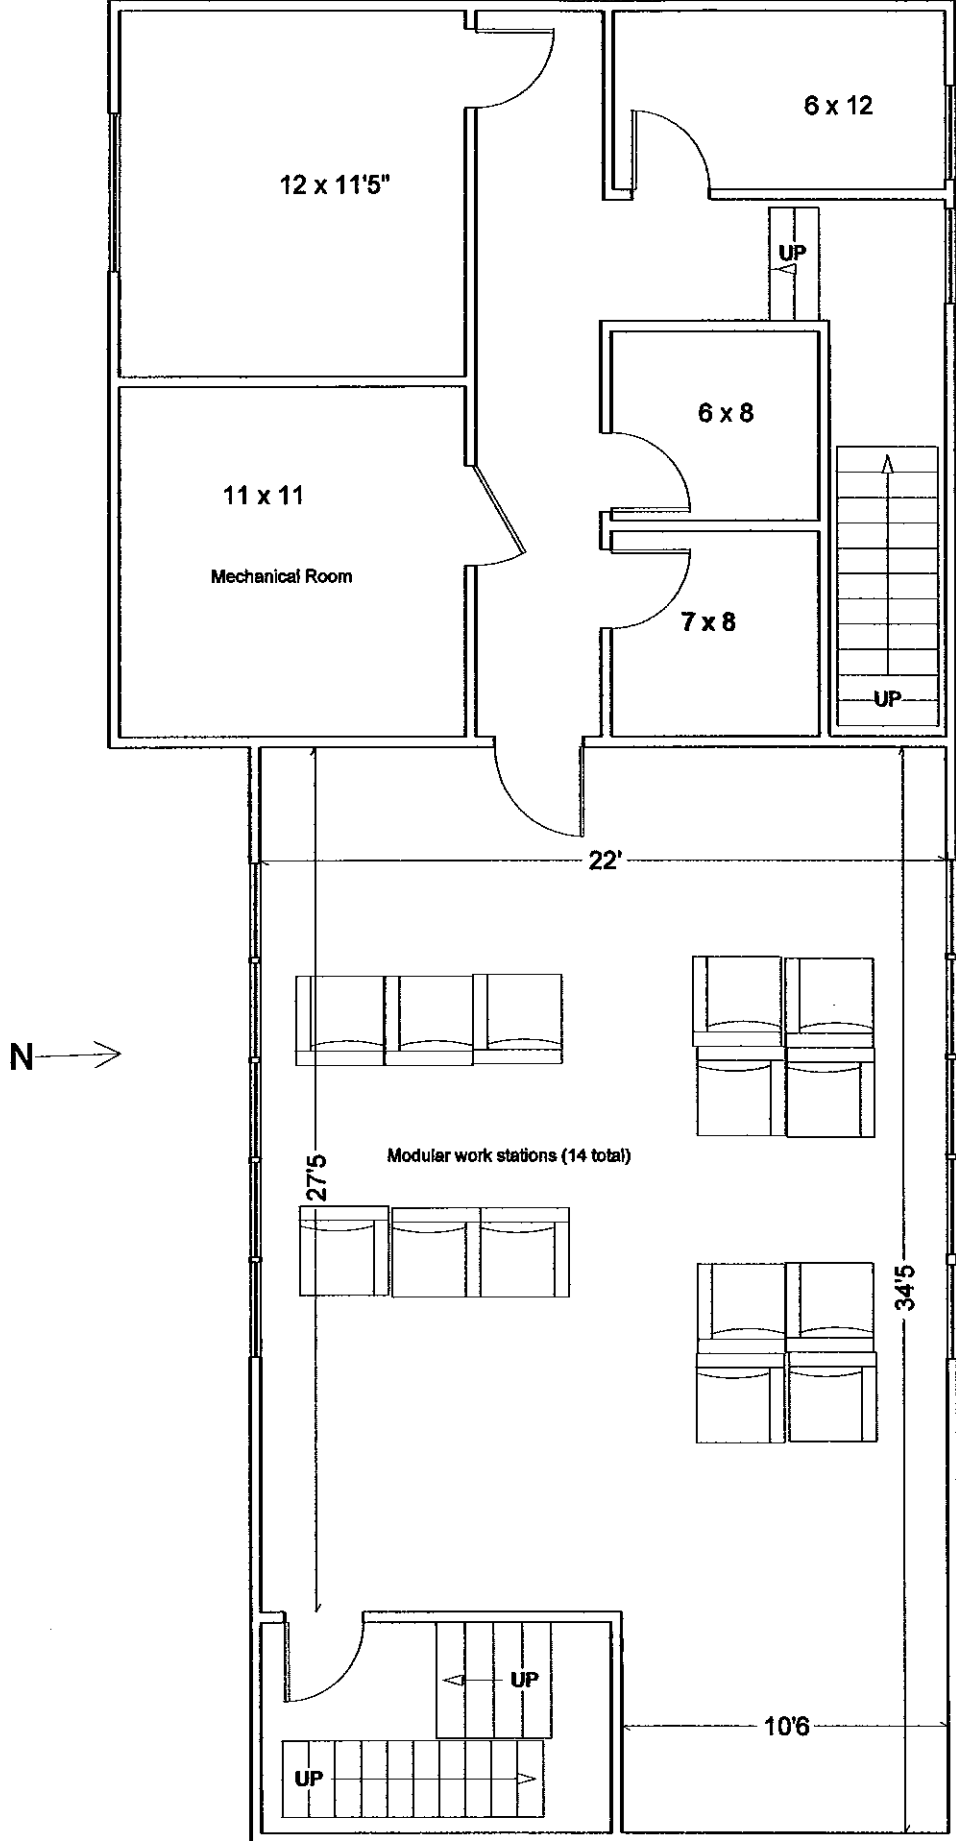 6 x 12
12 x 11'5"
UP
6 x 8
11 x 11
Mechanical Room
7 x 8
UP
22'
N
Modular work stations (14 total)
27'5
34'5
UP
10'6
UP